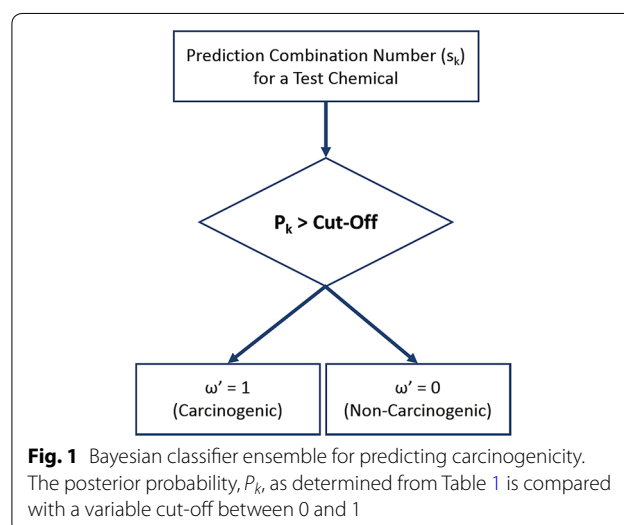 Prediction Combination Number (sk)
for a Test Chemical
Pk > Cut-Off
ω’ = 1
(Carcinogenic)
ω’ = 0
(Non-Carcinogenic)
Fig. 1 Bayesian classifier ensemble for predicting carcinogenicity.
The posterior probability, Pk, as determined from Table 1 is compared
with a variable cut-off between 0 and 1